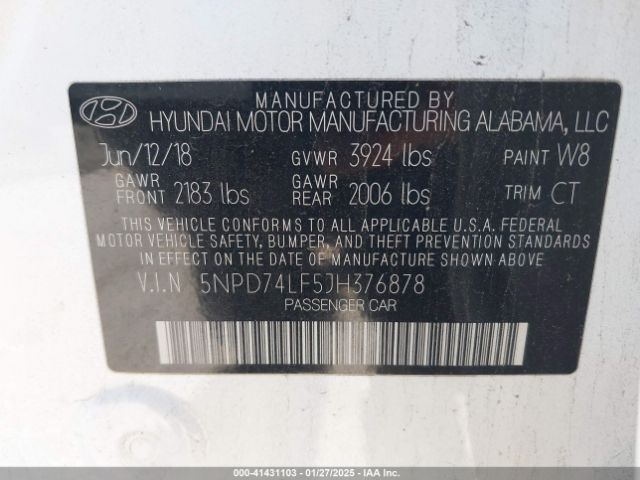 MANUFACTURED BY
HYUNDAI MOTOR MANUFACTURING ALABAMA, LLC
Jun/12/18 GVWR 3924 lbs PAINT W8
GAWR FRONT 2183 lbs GAWR REAR 2006 lbs TRIM CT
THIS VEHICLE CONFORMS TO ALL APPLICABLE U.S.A. FEDERAL
MOTOR VEHICLE SAFETY, BUMPER, AND THEFT PREVENTION
STANDARDS IN EFFECT ON THE DATE OF MANUFACTURE SHOWN ABOVE.
V.I.N 5NPD74LF5JH376878
PASSENGER CAR
000-41431103 - 01/27/2025 - IAA Inc.